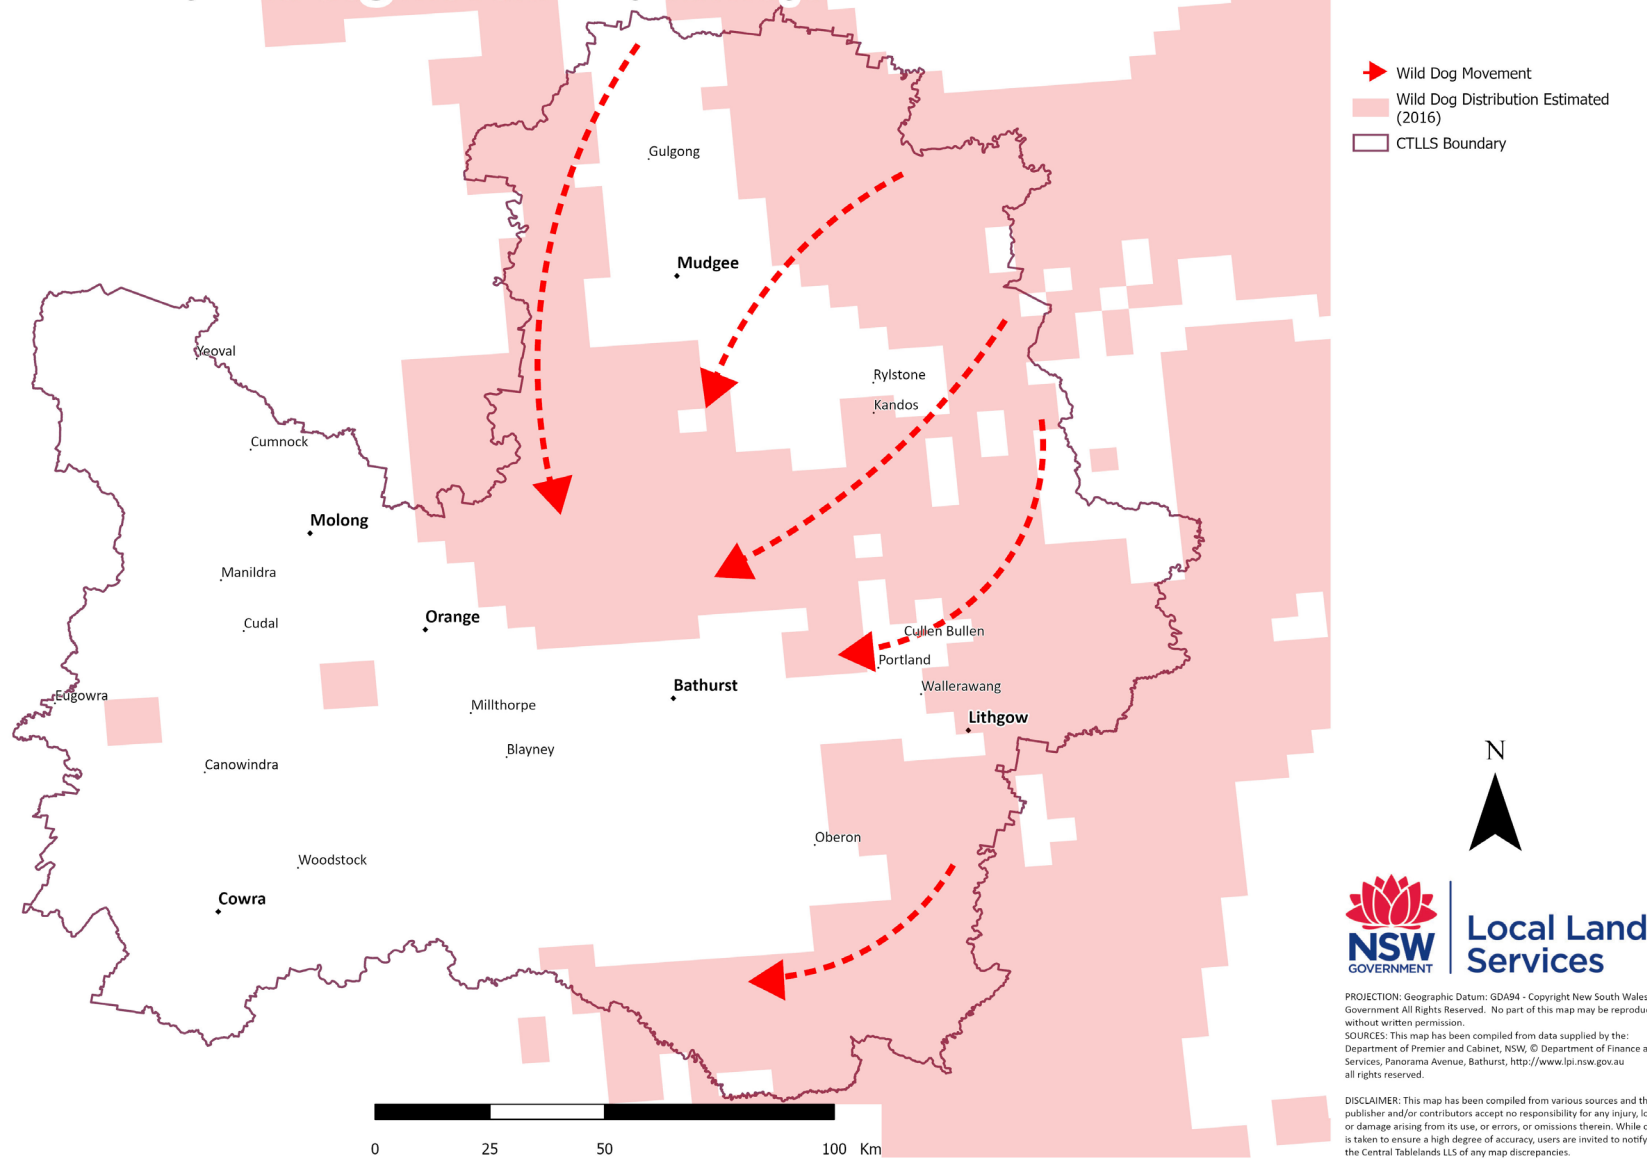 Wild Dog Movement
Wild Dog Distribution Estimated
(2016)
CTLLS Boundary
Gulgong
Mudgee
Yeoval
Rylstone
Kandos
Cumnock
Molong
Manildra
Orange
Cudal
Cullen Bullen
Portland
Bathurst
Wallerawang
Eugowra
Millthorpe
Lithgow
Blayney
Canowindra
Oberon
Woodstock
Cowra
N
NSW
GOVERNMENT
Local Land
Services
PROJECTION: Geographic Datum: GDA94 - Copyright New South Wales
Government All Rights Reserved. No part of this map may be reprodu
without written permission.
SOURCES: This map has been compiled from data supplied by the:
Department of Premier and Cabinet, NSW, © Department of Finance a
Services, Panorama Avenue, Bathurst, http://www.lpi.nsw.gov.au
all rights reserved.
DISCLAIMER: This map has been compiled from various sources and th
publisher and/or contributors accept no responsibility for any injury, lo
or damage arising from its use, or errors, or omissions therein. While c
is taken to ensure a high degree of accuracy, users are invited to notify
the Central Tablelands LLS of any map discrepancies.
0 25 50 100 Km